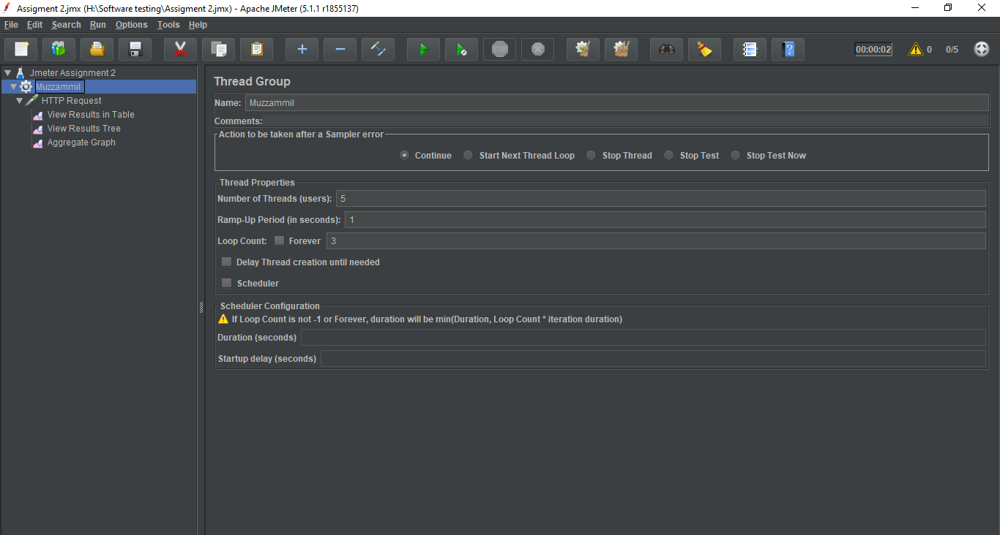 Assigment 2.jmx (H:\Software testing\Assigment 2.jmx) - Apache JMeter (5.1.1 r1855137)
File Edit Search Run Options Tools Help
STOP
?
00:00:02
0
0/5
Jmeter Assignment 2
Muzzammil
HTTP Request
View Results in Table
View Results Tree
Aggregate Graph
Thread Group
Name: Muzzammil
Comments:
Action to be taken after a Sampler error
Continue Start Next Thread Loop Stop Thread Stop Test Stop Test Now
Thread Properties
Number of Threads (users): 5
Ramp-Up Period (in seconds): 1
Loop Count: Forever 3
Delay Thread creation until needed
Scheduler
Scheduler Configuration
If Loop Count is not -1 or Forever, duration will be min(Duration, Loop Count * iteration duration)
Duration (seconds)
Startup delay (seconds)